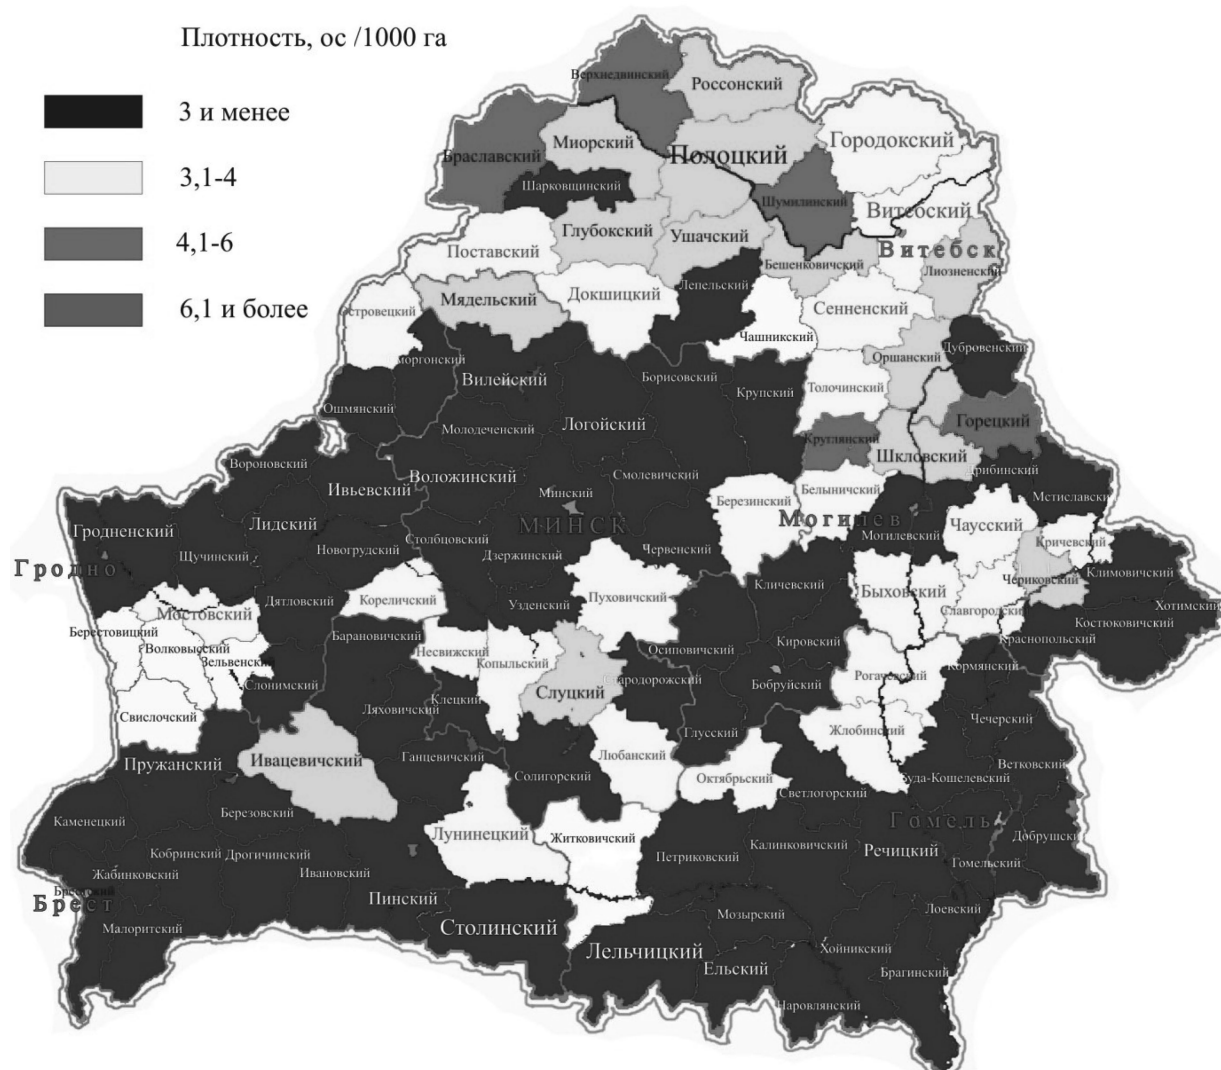 Плотность, ос /1000 га
3 и менее
3,1-4
4,1-6
6,1 и более
Верхнедвинский
Россонский
Браславский
Миорский
Полоцкий
Городокский
Шарковщинский
Шумилинский
Витебский
Глубокский
Ушачский
Витебск
Поставский
Бешенковичский
Лиозненский
Лепельский
Островецкий
Мядельский
Докшицкий
Сенненский
Чашникский
Оршанский
Дубровенский
моргонский
Вилейский
Борисовский
Толочинский
Крупский
Ошмянский
Логойский
Горецкий
Молодеченский
Круглянский
Шкловский
Вороновский
Воложинский
Смолевичский
Дрибинский
Ивьевский
Минский
Березинский
Белыничский
Мстиславски
Гродненский
Лидский
МИНСК
Могилев
Чаусский
Щучинский
Новогрудский
Столбцовский
Дзержинский
Червенский
Могилевский
Кричевский
Гродно
Климовичский
Чериковский
Дятловский
Кореличский
Узденский
Пуховичский
Кличевский
Быховский
Мостовский
Славгородски
Хотимский
Берестовицкий
Барановичский
Костюковичский
Волковысский
Несвижский
Копыльский
Осиповичский
Кировский
Краснопольский
Зельвенский
Слонимский
Клецкий
Слуцкий
Стародорожский
Бобруйский
Рогачевский
Кормянский
Свислочский
Ляховичский
Чечерский
Глусский
Жлобинский
Пружанский
Ивацевичский
Ганцевичский
Любанский
Ветковский
Солигорский
Октябрьский
Буда-Кошелевский
Светлогорский
Березовский
Каменецкий
Гомель
Лунинецкий
Житковичский
Добрушски
Кобринский
Дрогичинский
Петриковский
Калинковичский
Речицкий
Гомельский
Жабинковский
Ивановский
Брестский
Брест
Пинский
Столинский
Мозырский
Лоевский
Малоритский
Лельчицкий
Хойникский
Ельский
Брагинский
Наровлянский